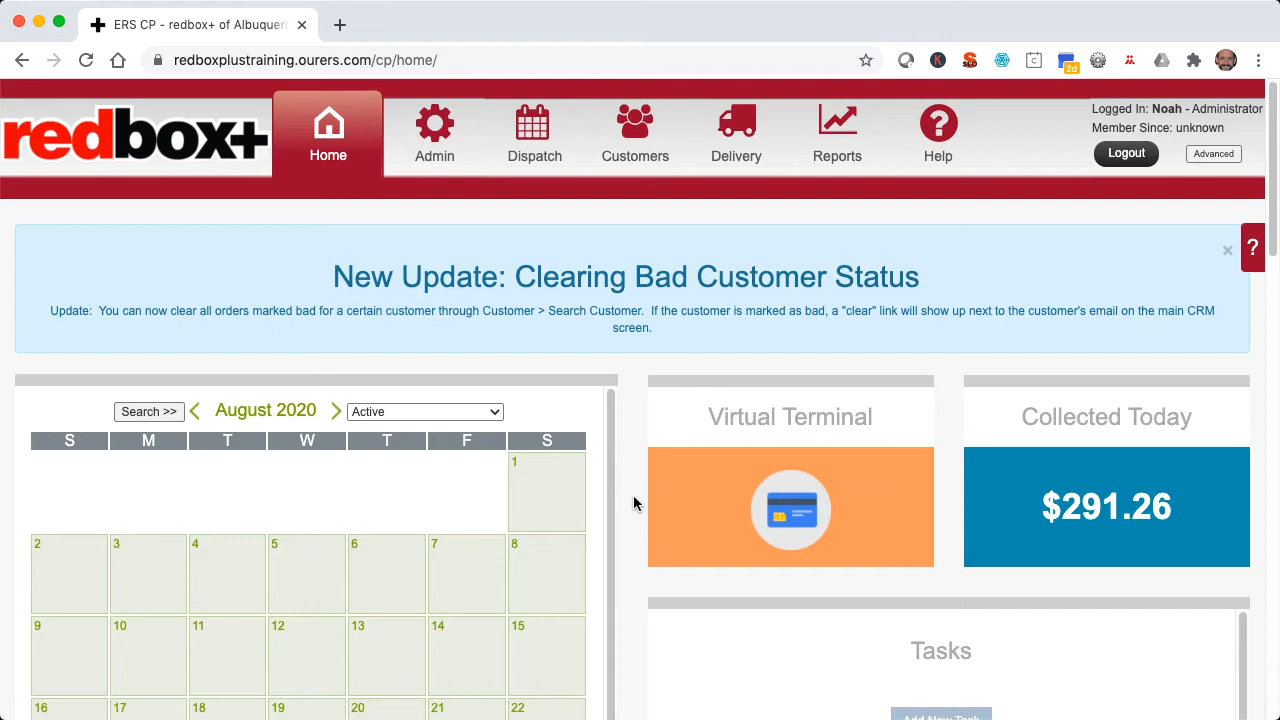 ERS CP - redbox+ of Albuquer
redboxplustraining.ourers.com/cp/home/
2d
redbox+
Home
Admin
Dispatch
Customers
Delivery
Reports
Help
Logged In: Noah - Administrator
Member Since: unknown
Logout
Advanced
?
New Update: Clearing Bad Customer Status
Update: You can now clear all orders marked bad for a certain customer through Customer > Search Customer. If the customer is marked as bad, a "clear" link will show up next to the customer's email on the main CRM
screen.
Search >>
August 2020
Active
S M T W T F S
1
2 3 4 5 6 7 8
9 10 11 12 13 14 15
16 17 18 19 20 21 22
Virtual Terminal
Collected Today
$291.26
Tasks
Add New Task